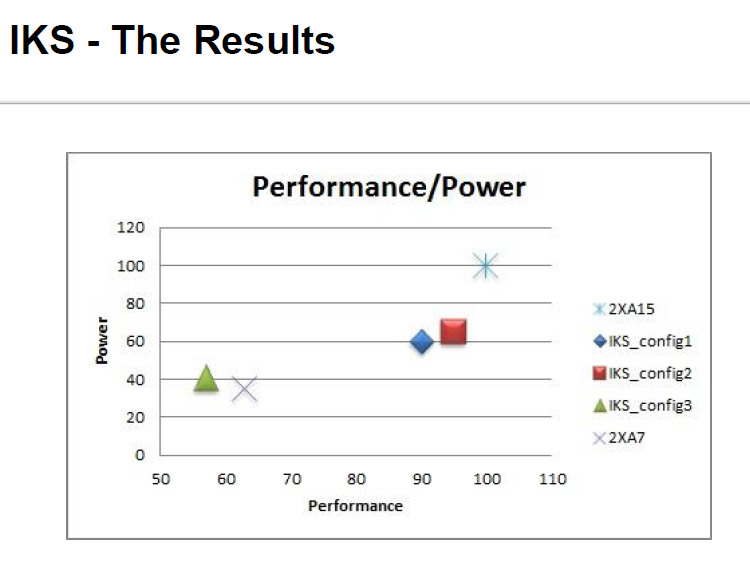 IKS - The Results
Performance/Power
120
100
80
60
40
20
0
Power
50 60 70 80 90 100 110
Performance
2XA15
IKS_config1
IKS_config2
IKS_config3
2XA7